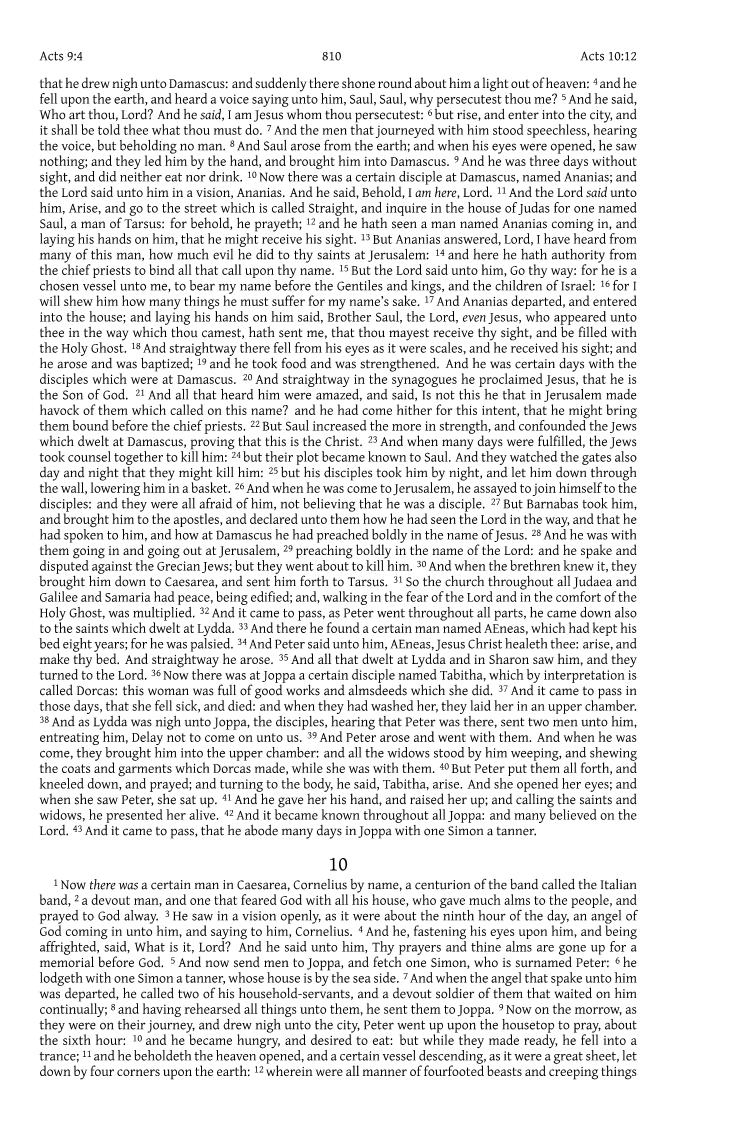 Acts 9:4 810 Acts 10:12
that he drew nigh unto Damascus: and suddenly there shone round about him a light out of heaven: 4 and he
fell upon the earth, and heard a voice saying unto him, Saul, Saul, why persecutest thou me? 5 And he said,
Who art thou, Lord? And he said, I am Jesus whom thou persecutest: 6 but rise, and enter into the city, and
it shall be told thee what thou must do. 7 And the men that journeyed with him stood speechless, hearing
the voice, but beholding no man. 8 And Saul arose from the earth; and when his eyes were opened, he saw
nothing; and they led him by the hand, and brought him into Damascus. 9 And he was three days without
sight, and did neither eat nor drink. 10 Now there was a certain disciple at Damascus, named Ananias; and
the Lord said unto him in a vision, Ananias. And he said, Behold, I am here, Lord. 11 And the Lord said unto
him, Arise, and go to the street which is called Straight, and inquire in the house of Judas for one named
Saul, a man of Tarsus: for behold, he prayeth; 12 and he hath seen a man named Ananias coming in, and
laying his hands on him, that he might receive his sight. 13 But Ananias answered, Lord, I have heard from
many of this man, how much evil he did to thy saints at Jerusalem: 14 and here he hath authority from
the chief priests to bind all that call upon thy name. 15 But the Lord said unto him, Go thy way: for he is a
chosen vessel unto me, to bear my name before the Gentiles and kings, and the children of Israel: 16 for I
will shew him how many things he must suffer for my name's sake. 17 And Ananias departed, and entered
into the house; and laying his hands on him said, Brother Saul, the Lord, even Jesus, who appeared unto
thee in the way which thou camest, hath sent me, that thou mayest receive thy sight, and be filled with
the Holy Ghost. 18 And straightway there fell from his eyes as it were scales, and he received his sight; and
he arose and was baptized; 19 and he took food and was strengthened. And he was certain days with the
disciples which were at Damascus. 20 And straightway in the synagogues he proclaimed Jesus, that he is
the Son of God. 21 And all that heard him were amazed, and said, Is not this he that in Jerusalem made
havock of them which called on this name? and he had come hither for this intent, that he might bring
them bound before the chief priests. 22 But Saul increased the more in strength, and confounded the Jews
which dwelt at Damascus, proving that this is the Christ. 23 And when many days were fulfilled, the Jews
took counsel together to kill him: 24 but their plot became known to Saul. And they watched the gates also
day and night that they might kill him: 25 but his disciples took him by night, and let him down through
the wall, lowering him in a basket. 26 And when he was come to Jerusalem, he assayed to join himself to the
disciples: and they were all afraid of him, not believing that he was a disciple. 27 But Barnabas took him,
and brought him to the apostles, and declared unto them how he had seen the Lord in the way, and that he
had spoken to him, and how at Damascus he had preached boldly in the name of Jesus. 28 And he was with
them going in and going out at Jerusalem, 29 preaching boldly in the name of the Lord: and he spake and
disputed against the Grecian Jews; but they went about to kill him. 30 And when the brethren knew it, they
brought him down to Caesarea, and sent him forth to Tarsus. 31 So the church throughout all Judaea and
Galilee and Samaria had peace, being edified; and, walking in the fear of the Lord and in the comfort of the
Holy Ghost, was multiplied. 32 And it came to pass, as Peter went throughout all parts, he came down also
to the saints which dwelt at Lydda. 33 And there he found a certain man named AEneas, which had kept his
bed eight years; for he was palsied. 34 And Peter said unto him, AEneas, Jesus Christ healeth thee: arise, and
make thy bed. And straightway he arose. 35 And all that dwelt at Lydda and in Sharon saw him, and they
turned to the Lord. 36 Now there was at Joppa a certain disciple named Tabitha, which by interpretation is
called Dorcas: this woman was full of good works and almsdeeds which she did. 37 And it came to pass in
those days, that she fell sick, and died: and when they had washed her, they laid her in an upper chamber.
38 And as Lydda was nigh unto Joppa, the disciples, hearing that Peter was there, sent two men unto him,
entreating him, Delay not to come on unto us. 39 And Peter arose and went with them. And when he was
come, they brought him into the upper chamber: and all the widows stood by him weeping, and shewing
the coats and garments which Dorcas made, while she was with them. 40 But Peter put them all forth, and
kneeled down, and prayed; and turning to the body, he said, Tabitha, arise. And she opened her eyes; and
when she saw Peter, she sat up. 41 And he gave her his hand, and raised her up; and calling the saints and
widows, he presented her alive. 42 And it became known throughout all Joppa: and many believed on the
Lord. 43 And it came to pass, that he abode many days in Joppa with one Simon a tanner.
10
1 Now there was a certain man in Caesarea, Cornelius by name, a centurion of the band called the Italian
band, 2 a devout man, and one that feared God with all his house, who gave much alms to the people, and
prayed to God alway. 3 He saw in a vision openly, as it were about the ninth hour of the day, an angel of
God coming in unto him, and saying to him, Cornelius. 4 And he, fastening his eyes upon him, and being
affrighted, said, What is it, Lord? And he said unto him, Thy prayers and thine alms are gone up for a
memorial before God. 5 And now send men to Joppa, and fetch one Simon, who is surnamed Peter: 6 he
lodgeth with one Simon a tanner, whose house is by the sea side. 7 And when the angel that spake unto him
was departed, he called two of his household-servants, and a devout soldier of them that waited on him
continually; 8 and having rehearsed all things unto them, he sent them to Joppa. 9 Now on the morrow, as
they were on their journey, and drew nigh unto the city, Peter went up upon the housetop to pray, about
the sixth hour: 10 and he became hungry, and desired to eat: but while they made ready, he fell into a
trance; 11 and he beholdeth the heaven opened, and a certain vessel descending, as it were a great sheet, let
down by four corners upon the earth: 12 wherein were all manner of fourfooted beasts and creeping things